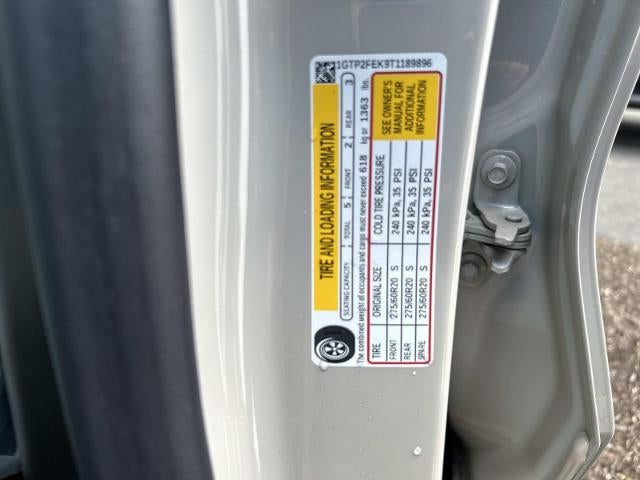 1GTP2FEK9T1189896
TIRE AND LOADING INFORMATION
SEATING CAPACITY TOTAL 5 FRONT 2 REAR 3
The combined weight of occupants and cargo must never exceed 618 kg or 1363 lbs.
TIRE ORIGINAL SIZE COLD TIRE PRESSURE
FRONT 275/60R20 S 240 kPa, 35 PSI
REAR 275/60R20 S 240 kPa, 35 PSI
SPARE 275/60R20 S 240 kPa, 35 PSI
SEE OWNER'S
MANUAL FOR
ADDITIONAL
INFORMATION